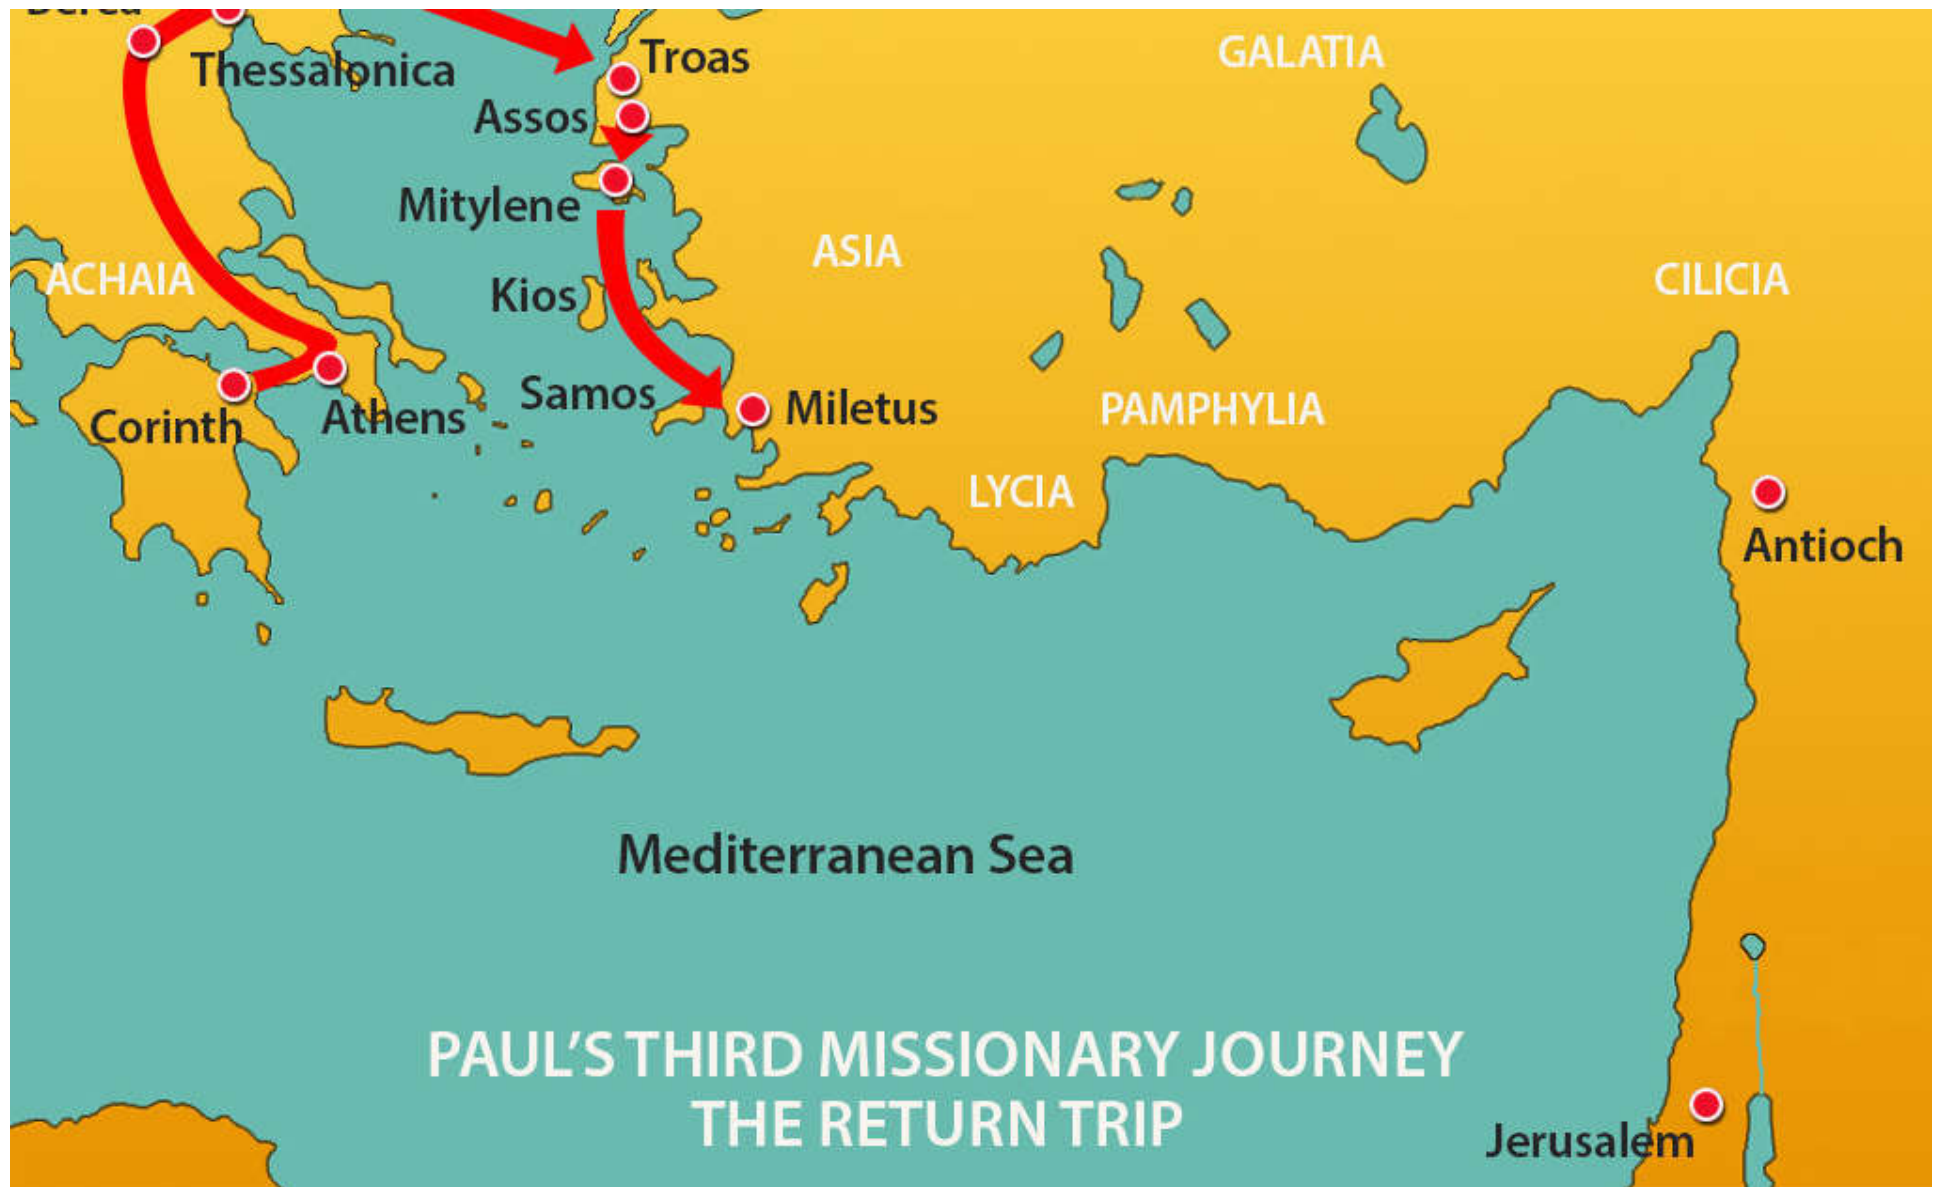 Thessalonica
Troas
GALATIA
Assos
Mitylene
ASIA
ACHAIA
Kios
CILICIA
Samos
Miletus
PAMPHYLIA
Corinth
Athens
LYCIA
Antioch
Mediterranean Sea
PAUL'S THIRD MISSIONARY JOURNEY
THE RETURN TRIP
Jerusalem